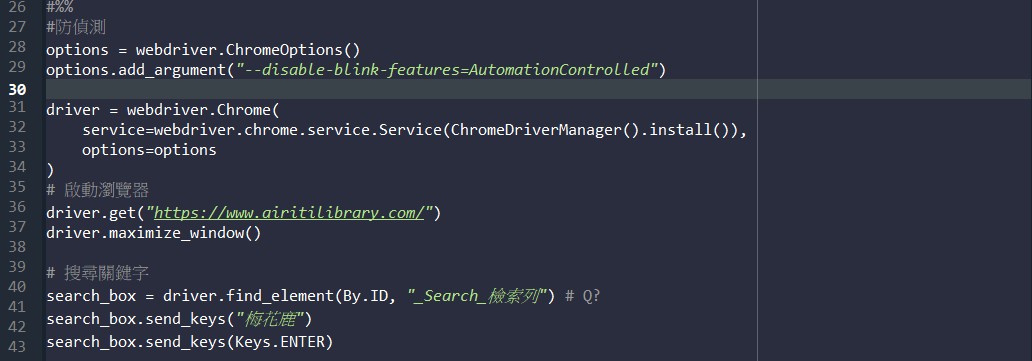 26 #%%
27 #防偵測
28 options = webdriver.ChromeOptions()
29 options.add_argument("--disable-blink-features=AutomationControlled")
30
31 driver = webdriver.Chrome(
32     service=webdriver.chrome.service.Service(ChromeDriverManager().install()),
33     options=options
34 )
35 # 啟動瀏覽器
36 driver.get("https://www.airitilibrary.com/")
37 driver.maximize_window()
38
39 # 搜尋關鍵字
40 search_box = driver.find_element(By.ID, "_Search_檢索列") # Q?
41 search_box.send_keys("梅花鹿")
42 search_box.send_keys(Keys.ENTER)
43